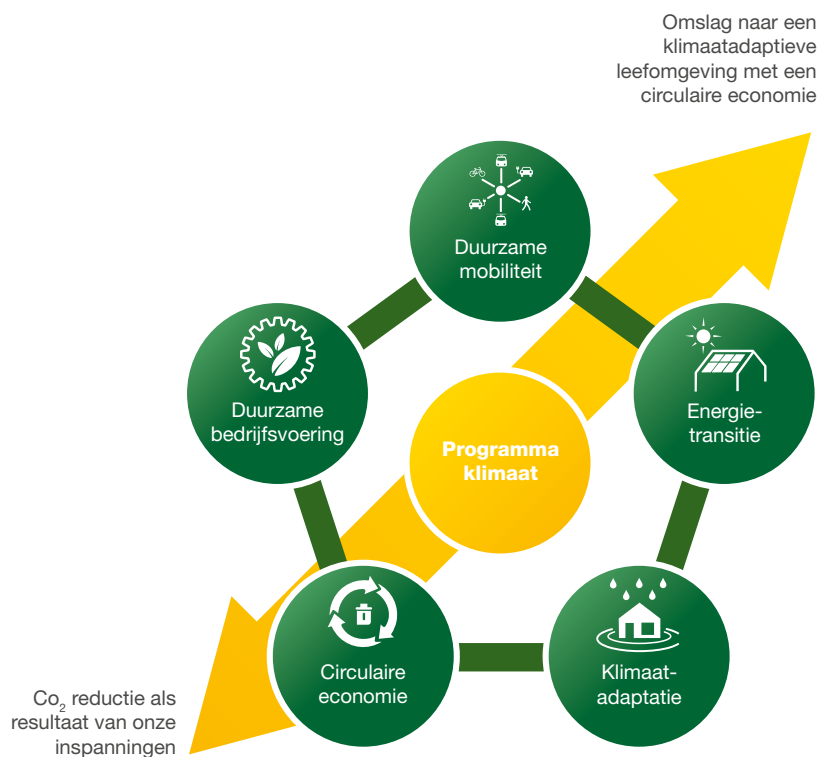 Omslag naar een
klimaatadaptieve
leefomgeving met een
circulaire economie
Duurzame
mobiliteit
Duurzame
bedrijfsvoering
Energie-
transitie
Programma
klimaat
Circulaire
economie
Klimaat-
adaptatie
Co₂ reductie als
resultaat van onze
inspanningen